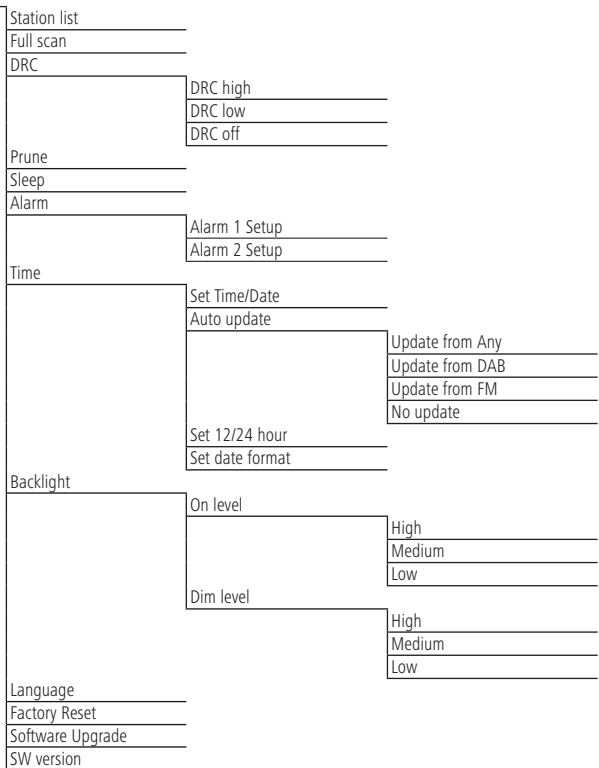 Station list
Full scan
DRC
DRC high
DRC low
DRC off
Prune
Sleep
Alarm
Alarm 1 Setup
Alarm 2 Setup
Time
Set Time/Date
Auto update
Update from Any
Update from DAB
Update from FM
No update
Set 12/24 hour
Set date format
Backlight
On level
High
Medium
Low
Dim level
High
Medium
Low
Language
Factory Reset
Software Upgrade
SW version